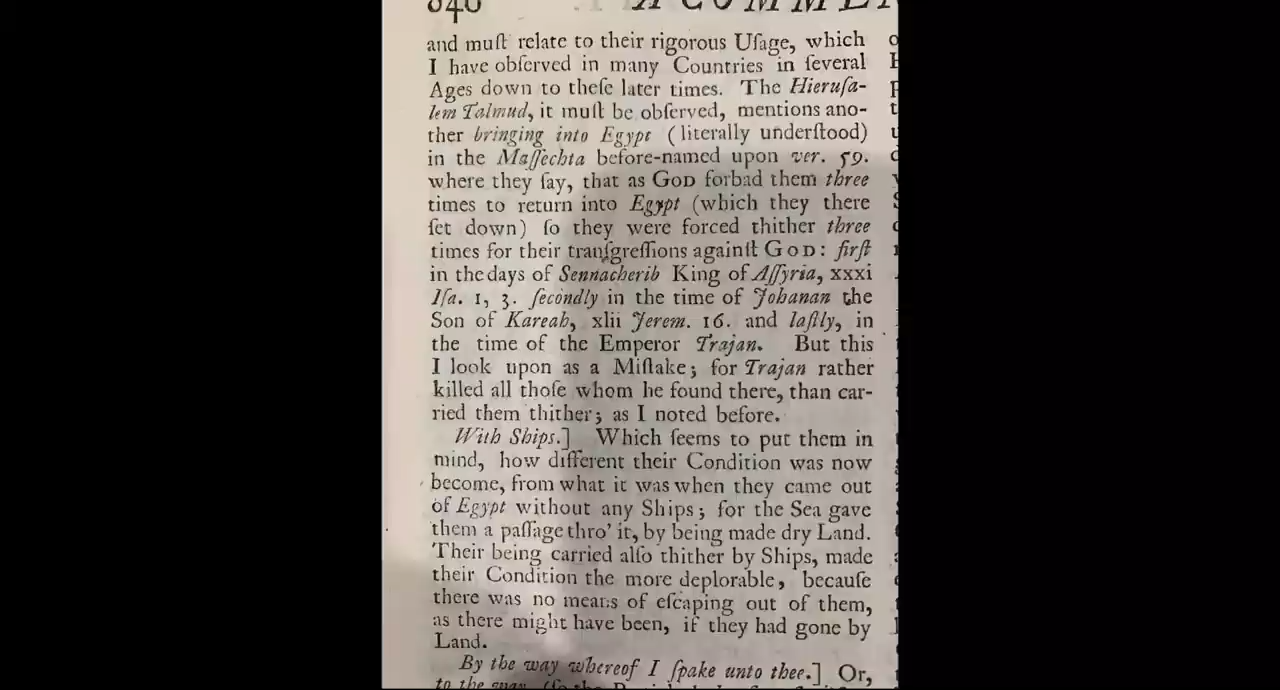 840 A COMMEN
and muſt relate to their rigorous Uſage, which
I have obſerved in many Countries in ſeveral
Ages down to theſe later times. The Hieruſa-
lem Talmud, it muſt be obſerved, mentions ano-
ther bringing into Egypt (literally underſtood)
in the Maſſechta before-named upon ver. 59.
where they ſay, that as GOD forbad them three
times to return into Egypt (which they there
ſet down) ſo they were forced thither three
times for their tranſgreſſions againſt GOD: firſt
in the days of Sennacherib King of Aſſyria, xxxi
Iſa. 1, 3. ſecondly in the time of Johanan the
Son of Kareah, xlii Jerem. 16. and laſtly, in
the time of the Emperor Trajan. But this
I look upon as a Miſtake; for Trajan rather
killed all thoſe whom he found there, than car-
ried them thither; as I noted before.
With Ships.] Which ſeems to put them in
mind, how different their Condition was now
become, from what it was when they came out
of Egypt without any Ships; for the Sea gave
them a paſſage thro' it, by being made dry Land.
Their being carried alſo thither by Ships, made
their Condition the more deplorable, becauſe
there was no means of eſcaping out of them,
as there might have been, if they had gone by
Land.
By the way whereof I ſpake unto thee.] Or,
to the